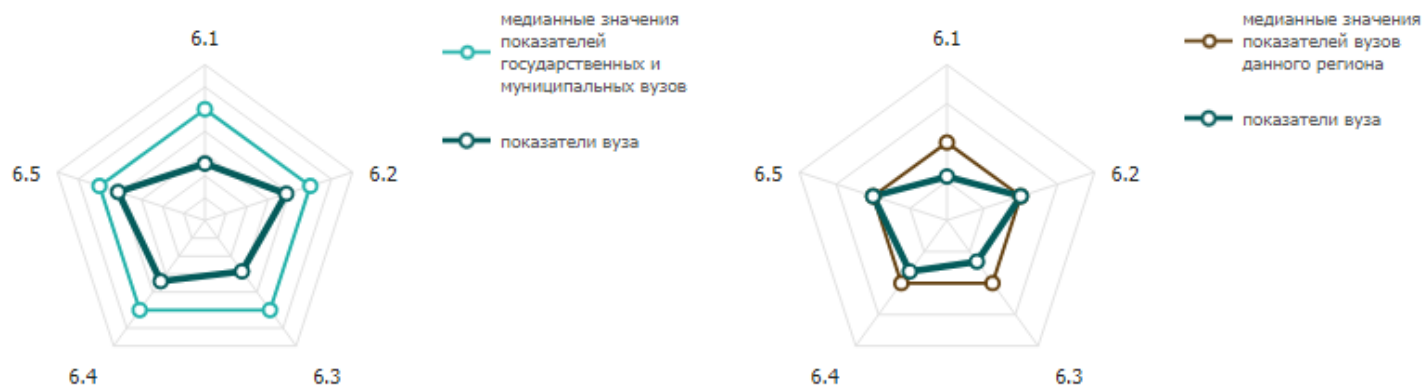 медианные значения
показателей
государственных и
муниципальных вузов
показатели вуза
6.1
6.2
6.3
6.4
6.5
медианные значения
показателей вузов
данного региона
показатели вуза
6.1
6.2
6.3
6.4
6.5